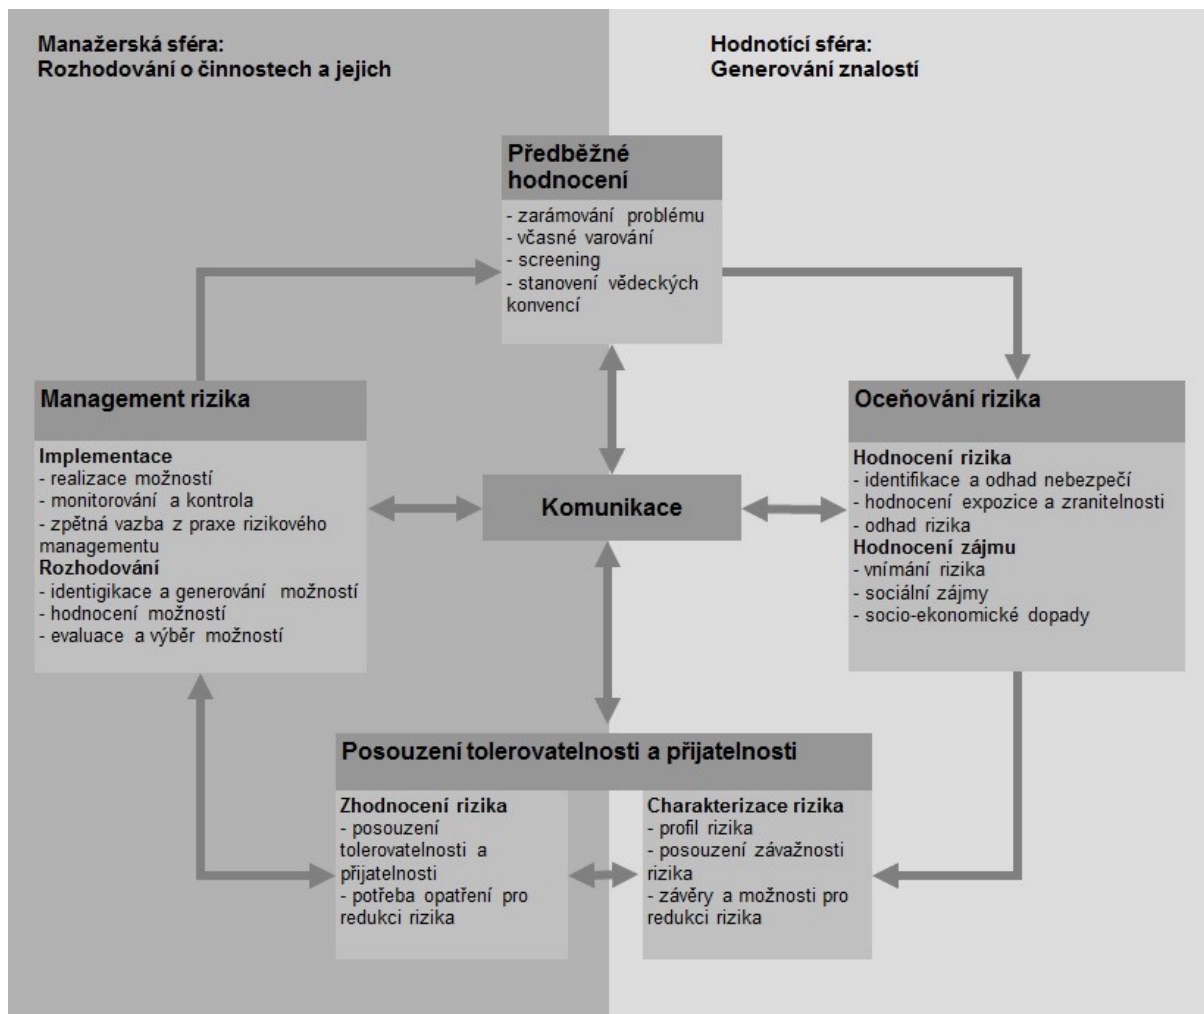 Manažerská sféra:
Rozhodování o činnostech a jejich
Hodnotící sféra:
Generování znalostí
Předběžné
hodnocení
- zarámování problému
- včasné varování
- screening
- stanovení vědeckých
konvencí
Management rizika
Implementace
- realizace možností
- monitorování a kontrola
- zpětná vazba z praxe rizikového
managementu
Rozhodování
- identigikace a generování možností
- hodnocení možností
- evaluace a výběr možností
Komunikace
Oceňování rizika
Hodnocení rizika
- identifikace a odhad nebezpečí
- hodnocení expozice a zranitelnosti
- odhad rizika
Hodnocení zájmu
- vnímání rizika
- sociální zájmy
- socio-ekonomické dopady
Posouzení tolerovatelnosti a přijatelnosti
Zhodnocení rizika
- posouzení
tolerovatelnosti a
přijatelnosti
- potřeba opatření pro
redukci rizika
Charakterizace rizika
- profil rizika
- posouzení závažnosti
rizika
- závěry a možnosti pro
redukci rizika